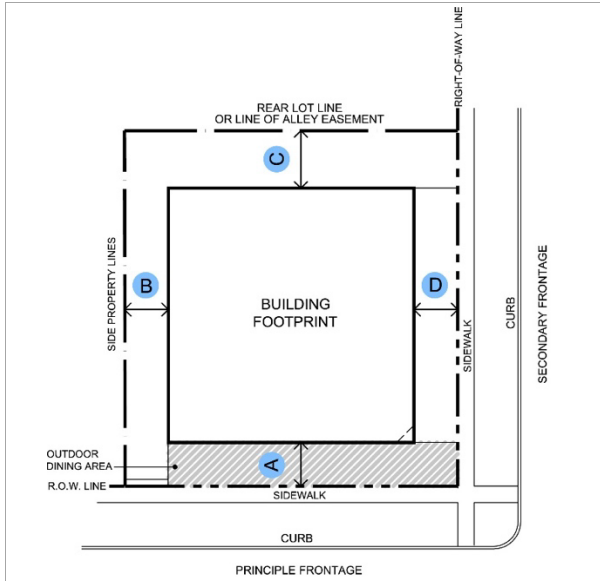 RIGHT-OF-WAY LINE
REAR LOT LINE
OR LINE OF ALLEY EASEMENT
C
SIDE PROPERTY LINES
B
BUILDING
FOOTPRINT
D
SIDEWALK
CURB
SECONDARY FRONTAGE
OUTDOOR
DINING AREA
A
R.O.W. LINE
SIDEWALK
CURB
PRINCIPLE FRONTAGE